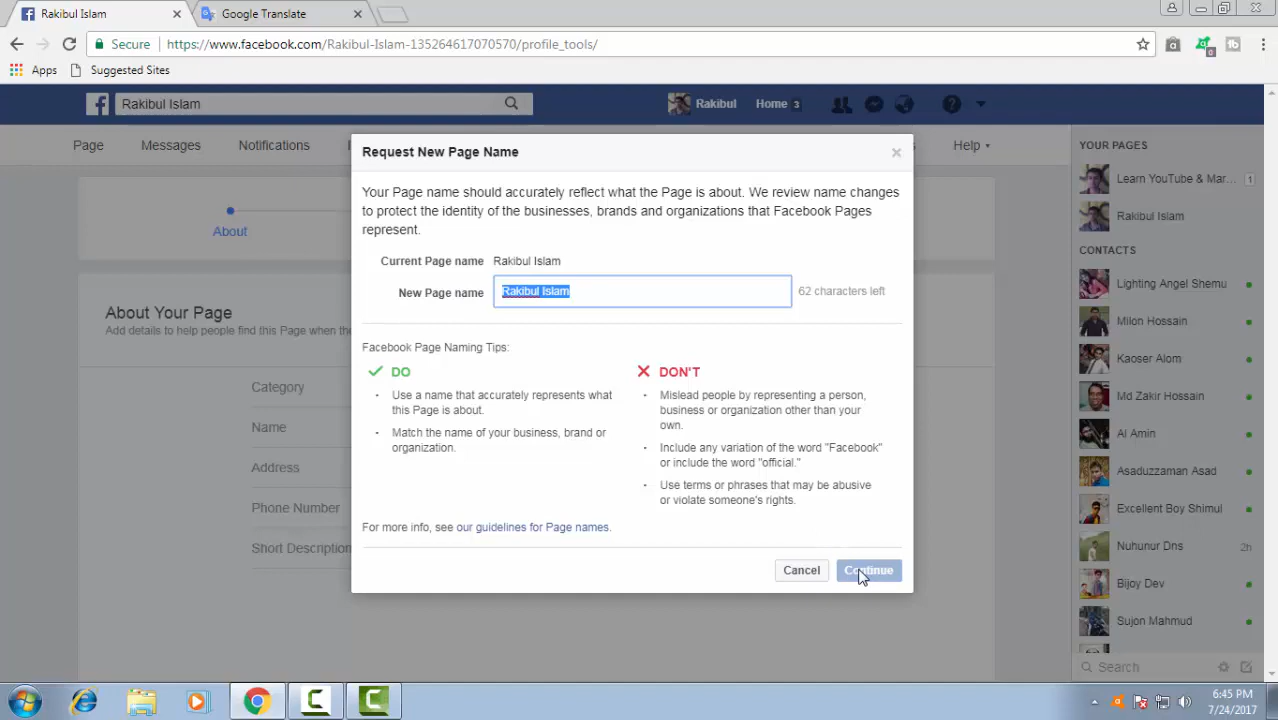 Rakibul Islam
Google Translate
Secure
https://www.facebook.com/Rakibul-Islam-135264617070570/profile_tools/
Apps
Suggested Sites
Rakibul Islam
Rakibul
Home 3
Page
Messages
Notifications
Help
About
About Your Page
Add details to help people find this Page when the
Category
Name
Address
Phone Number
Short Description
Request New Page Name
Your Page name should accurately reflect what the Page is about. We review name changes
to protect the identity of the businesses, brands and organizations that Facebook Pages
represent.
Current Page name Rakibul Islam
New Page name Rakibul Islam 62 characters left
Facebook Page Naming Tips:
DO
Use a name that accurately represents what
this Page is about.
Match the name of your business, brand or
organization.
DON'T
Mislead people by representing a person,
business or organization other than your
own.
Include any variation of the word "Facebook"
or include the word "official."
Use terms or phrases that may be abusive
or violate someone's rights.
For more info, see our guidelines for Page names.
Cancel
Continue
YOUR PAGES
Learn YouTube & Mar... 1
Rakibul Islam
CONTACTS
Lighting Angel Shemu
Milon Hossain
Kaoser Alom
Md Zakir Hossain
Al Amin
Asaduzzaman Asad
Excellent Boy Shimul
Nuhunur Dns 2h
Bijoy Dev
Sujon Mahmud
Search
6:45 PM
7/24/2017